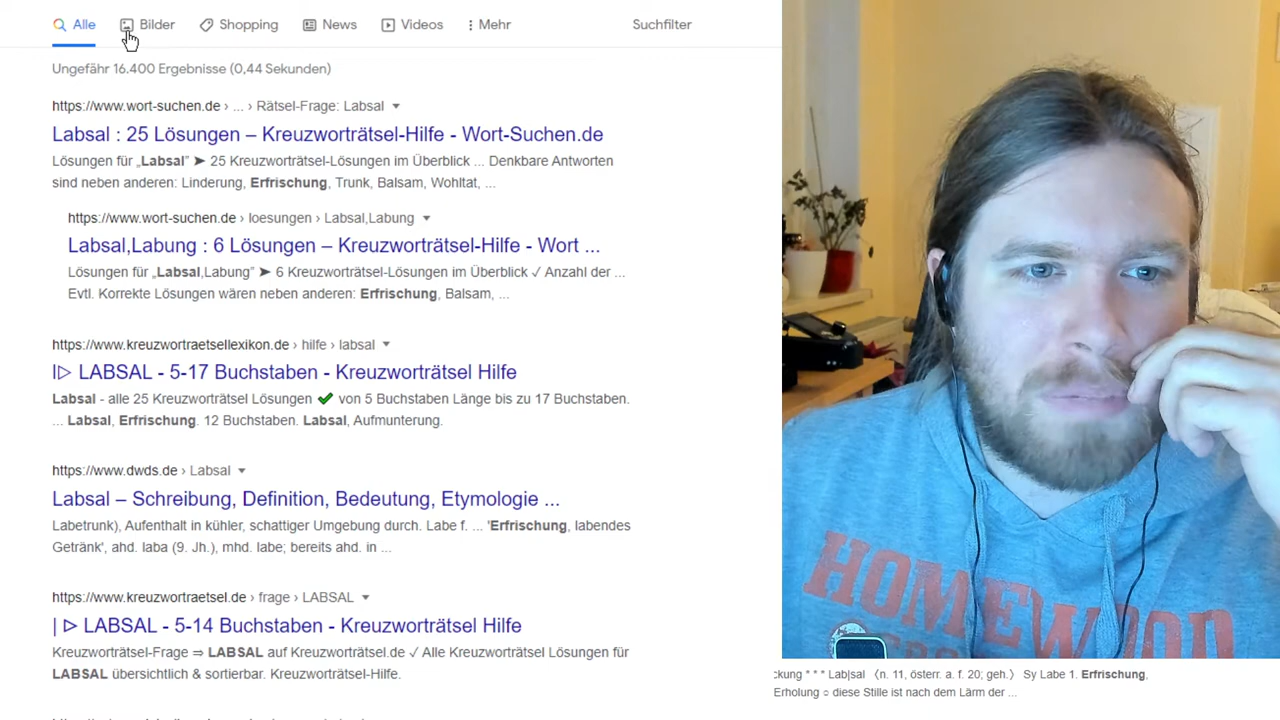 Alle Bilder Shopping News Videos Mehr Suchfilter
Ungefähr 16.400 Ergebnisse (0,44 Sekunden)
https://www.wort-suchen.de › ... › Rätsel-Frage: Labsal
Labsal : 25 Lösungen – Kreuzworträtsel-Hilfe - Wort-Suchen.de
Lösungen für „Labsal” ➤ 25 Kreuzworträtsel-Lösungen im Überblick ... Denkbare Antworten
sind neben anderen: Linderung, Erfrischung, Trunk, Balsam, Wohltat, ...
https://www.wort-suchen.de › loesungen › Labsal,Labung
Labsal,Labung : 6 Lösungen – Kreuzworträtsel-Hilfe - Wort ...
Lösungen für „Labsal,Labung” ➤ 6 Kreuzworträtsel-Lösungen im Überblick ✓ Anzahl der ...
Evtl. Korrekte Lösungen wären neben anderen: Erfrischung, Balsam, ...
https://www.kreuzwortraetsellexikon.de › hilfe › labsal
ᐅ LABSAL - 5-17 Buchstaben - Kreuzworträtsel Hilfe
Labsal - alle 25 Kreuzworträtsel Lösungen ✔ von 5 Buchstaben Länge bis zu 17 Buchstaben.
... Labsal, Erfrischung. 12 Buchstaben. Labsal, Aufmunterung.
https://www.dwds.de › Labsal
Labsal – Schreibung, Definition, Bedeutung, Etymologie ...
Labetrunk), Aufenthalt in kühler, schattiger Umgebung durch. Labe f. ... 'Erfrischung, labendes
Getränk', ahd. laba (9. Jh.), mhd. labe; bereits ahd. in ...
https://www.kreuzwortraetsel.de › frage › LABSAL
| ᐅ LABSAL - 5-14 Buchstaben - Kreuzworträtsel Hilfe
Kreuzworträtsel-Frage ⇒ LABSAL auf Kreuzworträtsel.de ✓ Alle Kreuzworträtsel Lösungen für
LABSAL übersichtlich & sortierbar. Kreuzworträtsel-Hilfe.
HOMEWOOD
ckung * * * Lab|sal 〈n. 11, österr. a. f. 20; geh.〉 Sy Labe 1. Erfrischung,
Erholung ○ diese Stille ist nach dem Lärm der ...